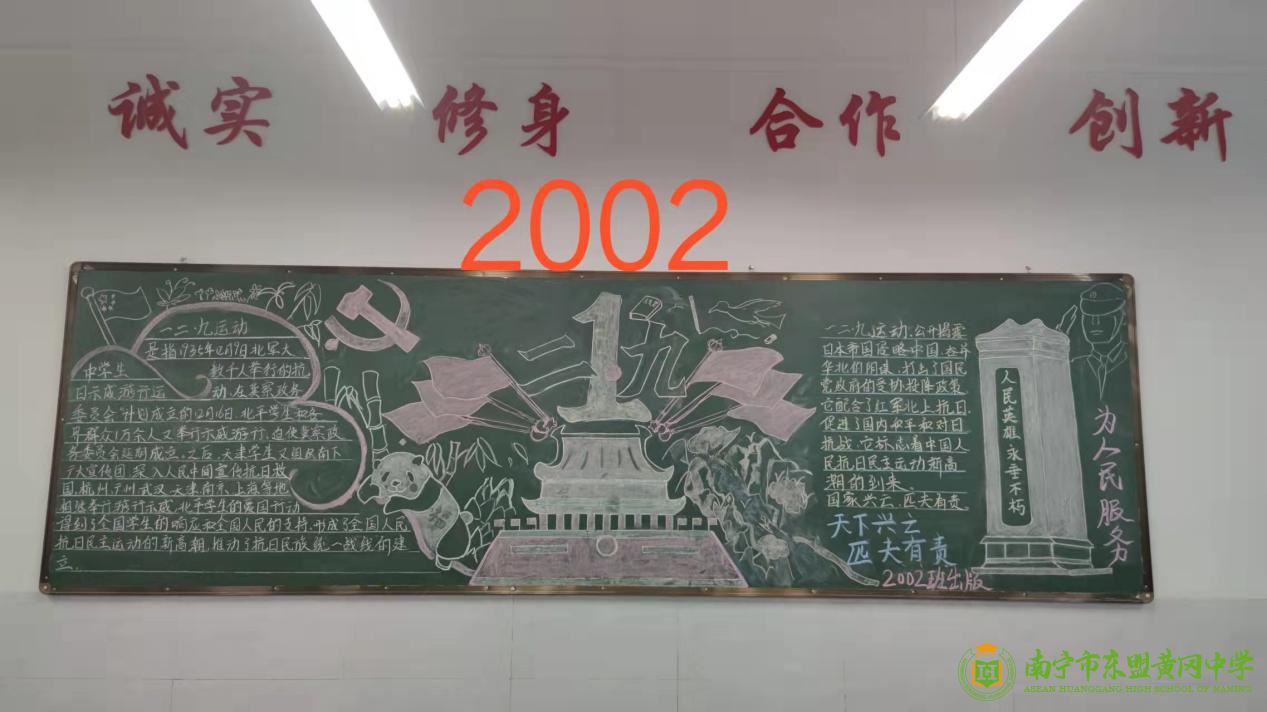 诚实 修身 合作 创新
2002
一二·九运动
是指1935年12月9日北平大
中学生 数千人举行的抗
日示威游行运 动,在冀察政务
委员会计划成立的12月16日,北平学生和各
界群众1万余人又举行示威游行,迫使冀察政
务委员会延期成立,之后,天津学生又组成南下
扩大宣传团,深入人民中间宣传抗日救
国,杭州,广州,武汉,天津,南京,上海等地
相继举行游行示威,北平学生的爱国行动
得到了全国学生的响应和全国人民的支持,形成了全国人民
抗日民主运动的新高潮,推动了抗日民族统一战线们建
立。
一二·九
一二·九运动,公开揭露
日本帝国侵略中国,吞并
华北们阴谋,打击了国民
党政府的妥协投降政策
它配合了红军北上抗日,
促进了国内和平和对日
抗战,它标志着中国人
民抗日民主运动新高
潮的到来。
国家兴亡,匹夫有责
天下兴亡
匹夫有责
2002班出版
人民英雄永垂不朽
为人民服务
南宁市东盟黄冈中学
ASEAN HUANGGANG HIGH SCHOOL OF NANING